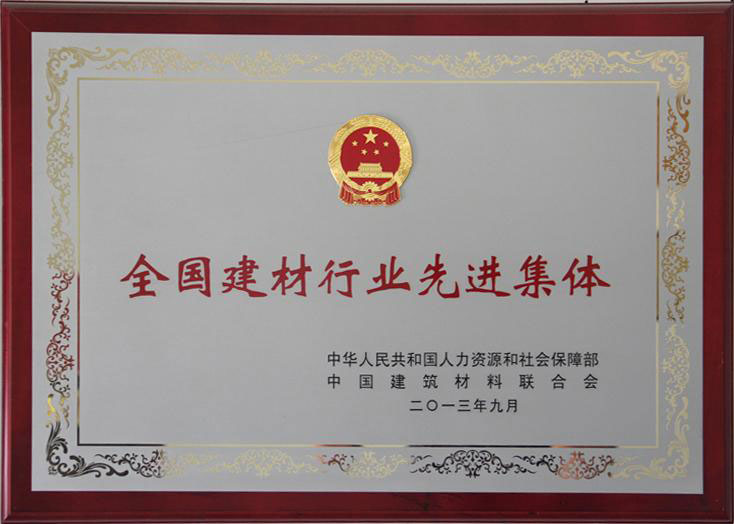 全国建材行业先进集体
中华人民共和国人力资源和社会保障部
中国建筑材料联合会
二〇一三年九月